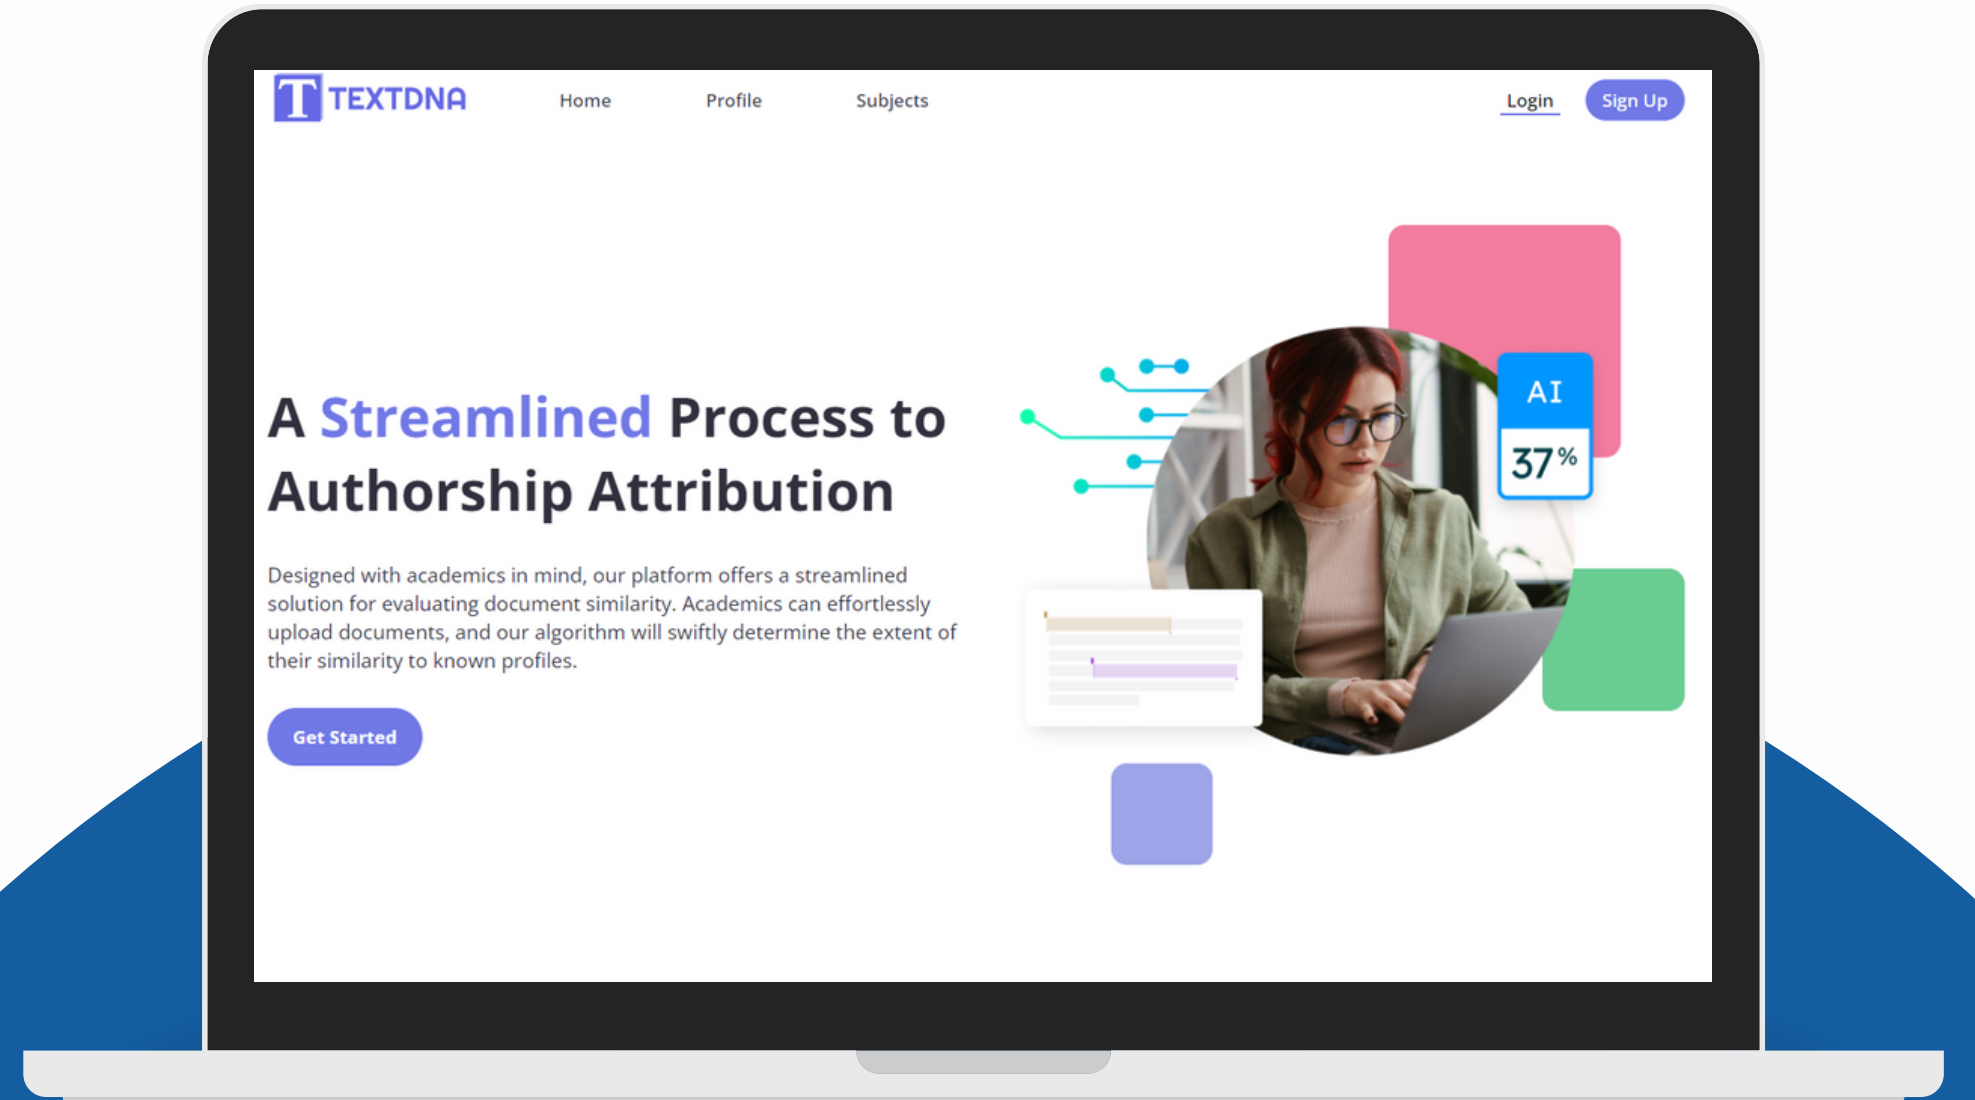 T TEXTDNA Home Profile Subjects Login Sign Up
A Streamlined Process to
Authorship Attribution
Designed with academics in mind, our platform offers a streamlined
solution for evaluating document similarity. Academics can effortlessly
upload documents, and our algorithm will swiftly determine the extent of
their similarity to known profiles.
Get Started
AI
37%